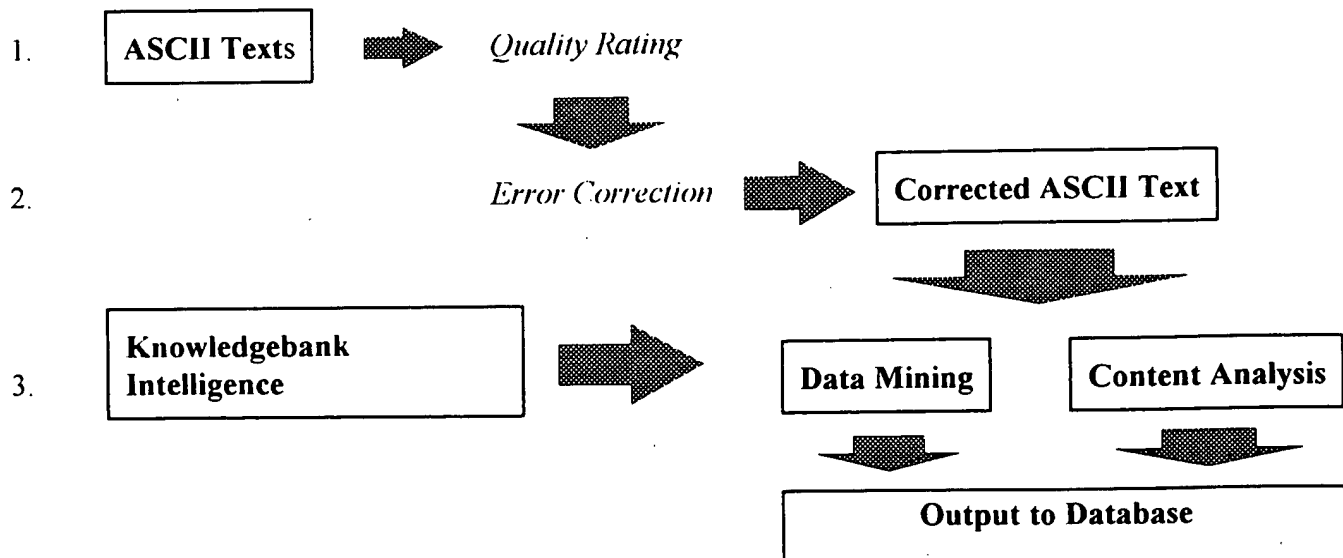 1. ASCII Texts Quality Rating
2. Error Correction Corrected ASCII Text
Knowledgebank
Intelligence
3. Data Mining Content Analysis
Output to Database